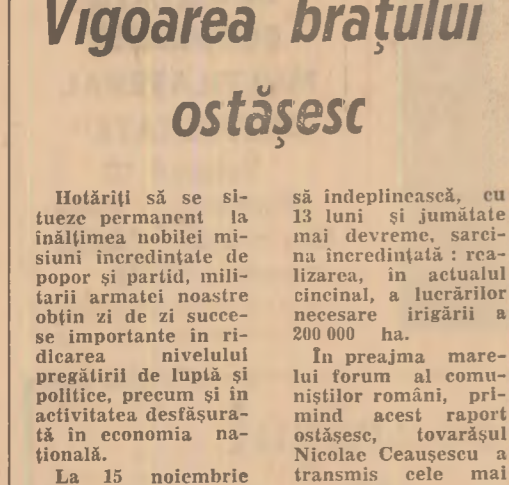 Vigoarea brațului
ostășesc
Hotărîți să se si-
tueze permanent la
înălțimea nobilei mi-
siuni încredințate de
popor și partid, mili-
tarii armatei noastre
obțin zi de zi succe-
se importante în ri-
dicarea nivelului
pregătirii de luptă și
politice, precum și în
activitatea desfășura-
tă în economia na-
țională.
La 15 noiembrie
să îndeplinească, cu
13 luni și jumătate
mai devreme, sarci-
na încredințată : rea-
lizarea, în actualul
cincinal, a lucrărilor
necesare irigării a
200 000 ha.
În preajma mare-
lui forum al comu-
niștilor români, pri-
mind acest raport
ostășesc, tovarășul
Nicolae Ceaușescu a
transmis cele mai